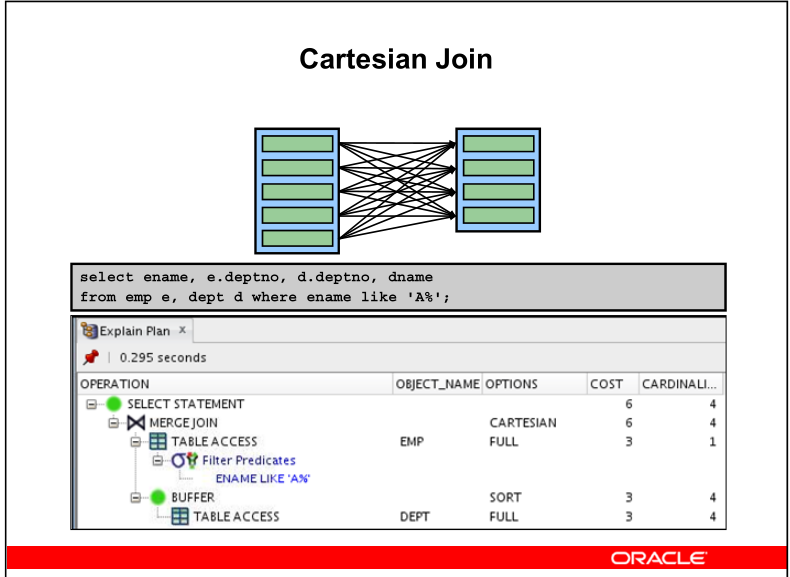 Cartesian Join
select ename, e.deptno, d.deptno, dname
from emp e, dept d where ename like 'A%';
Explain Plan x
0.295 seconds
OPERATION OBJECT_NAME OPTIONS COST CARDINALI...
SELECT STATEMENT 6 4
MERGE JOIN CARTESIAN 6 4
TABLE ACCESS EMP FULL 3 1
Filter Predicates
ENAME LIKE 'A%'
BUFFER SORT 3 4
TABLE ACCESS DEPT FULL 3 4
ORACLE